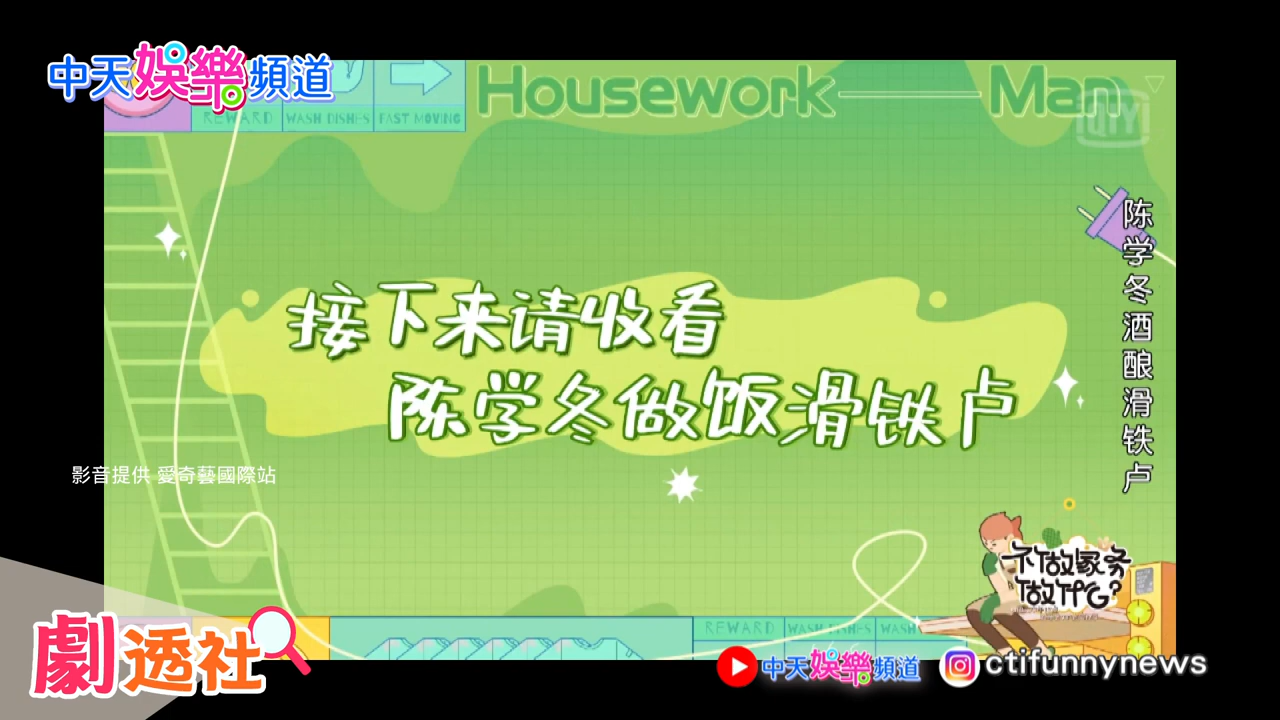 中天娛樂頻道
Housework
Man
iQIYI
REWARD
WASH DISHES
FAST MOVING
陈学冬酒酿滑铁卢
接下来请收看
陈学冬做饭滑铁卢
影音提供 愛奇藝國際站
不做家务
做TPG?
REWARD
WASH DISHES
WASH
劇透社
中天娛樂頻道
ctifunnynews